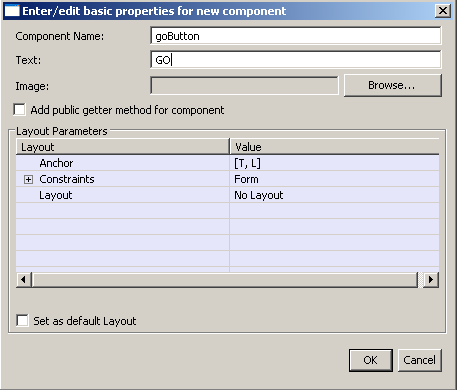 Enter/edit basic properties for new component
Component Name: goButton
Text: GO
Image: Browse...
Add public getter method for component
Layout Parameters
Layout Value
Anchor [T, L]
Constraints Form
Layout No Layout
Set as default Layout
OK Cancel